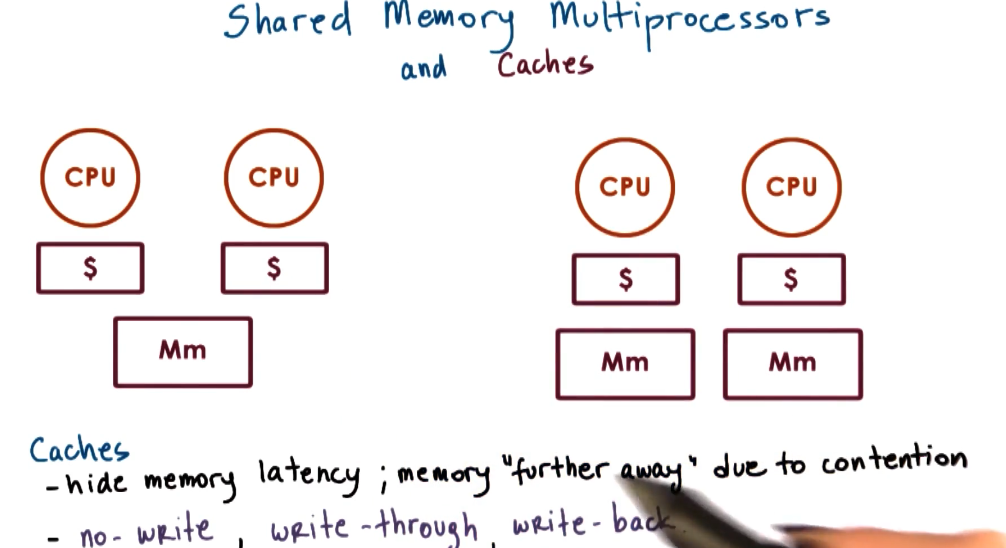 Shared Memory Multiprocessors
and Caches
CPU CPU CPU CPU
$ $ $ $
Mm Mm Mm
Caches
- hide memory latency ; memory "further away" due to contention
- no-write , write-through , write-back